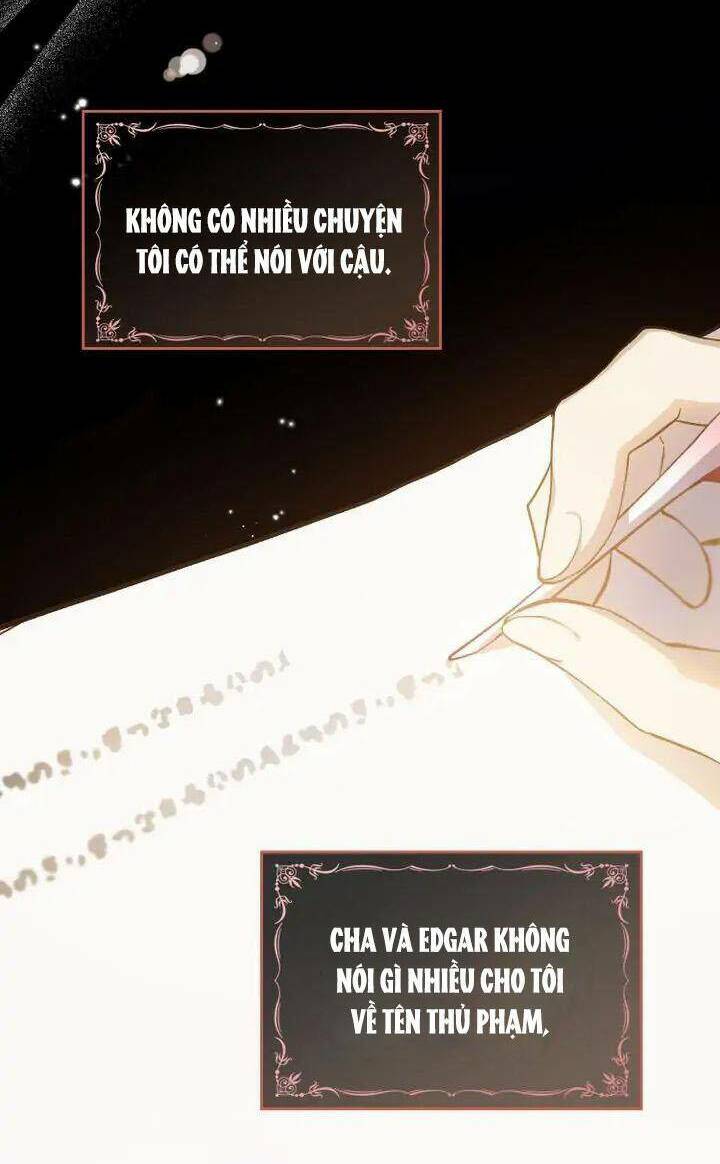 KHÔNG CÓ NHIỀU CHUYỆN
TÔI CÓ THỂ NÓI VỚI CẬU.
CHA VÀ EDGAR KHÔNG
NÓI GÌ NHIỀU CHO TÔI
VỀ TÊN THỦ PHẠM,